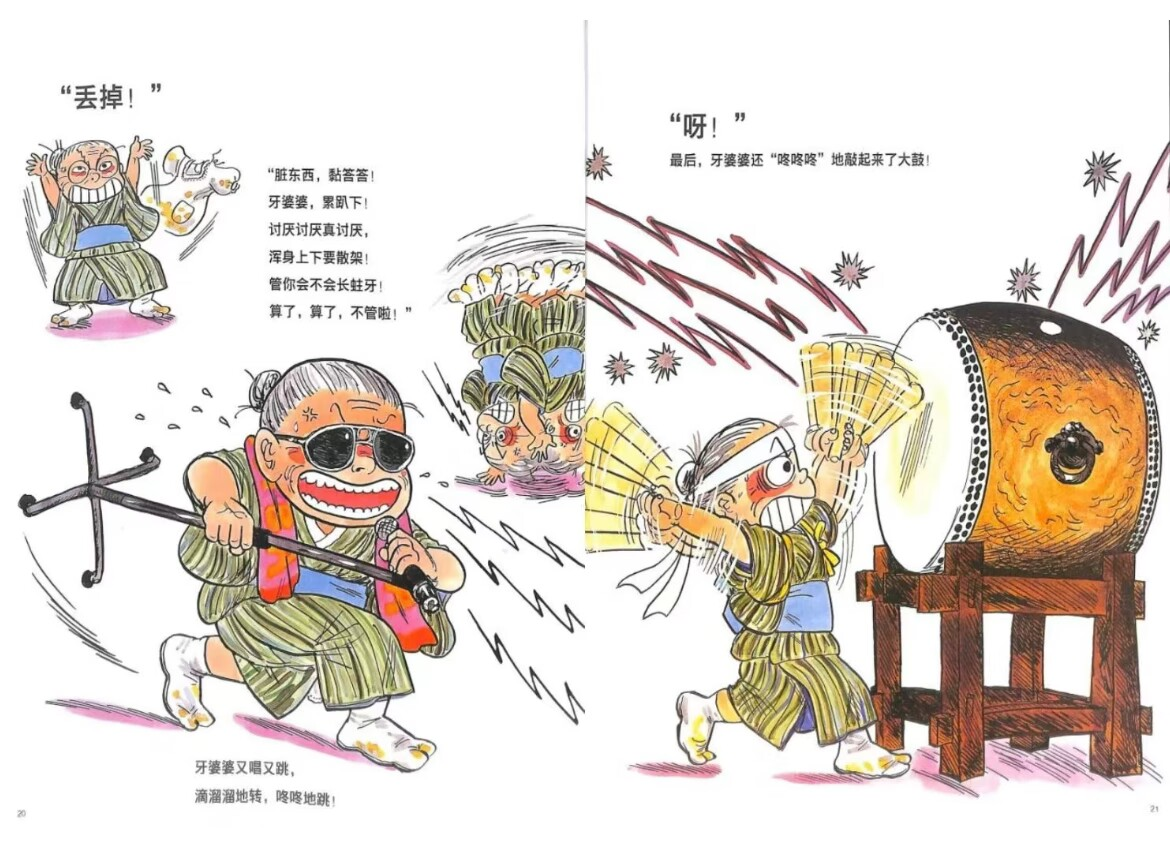 “丢掉！”
“脏东西，黏答答！
牙婆婆，累趴下！
讨厌讨厌真讨厌，
浑身上下要散架！
管你会不会长蛀牙！
算了，算了，不管啦！”
牙婆婆又唱又跳，
滴溜溜地转，咚咚地跳！
20
“呀！”
最后，牙婆婆还“咚咚咚”地敲起来了大鼓！
21